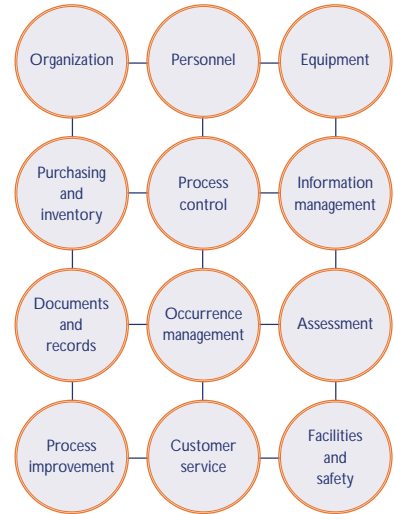 Organization
Personnel
Equipment
Purchasing
and
inventory
Process
control
Information
management
Documents
and
records
Occurrence
management
Assessment
Process
improvement
Customer
service
Facilities
and
safety